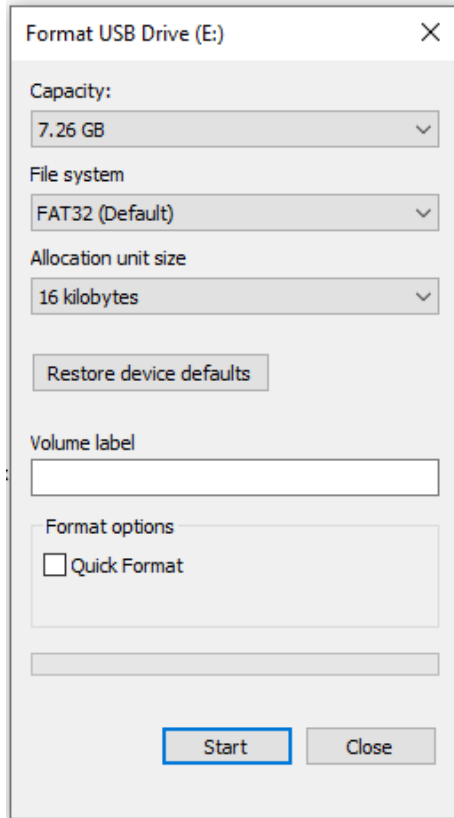 Format USB Drive (E:)
Capacity:
7.26 GB
File system
FAT32 (Default)
Allocation unit size
16 kilobytes
Restore device defaults
Volume label
Format options
Quick Format
Start
Close